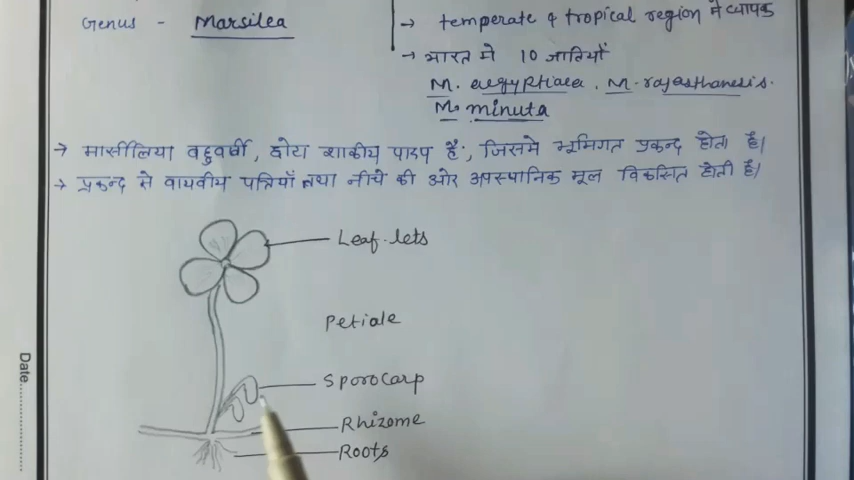 Genus - Marsilea
→ temperate & tropical region में व्यापक
→ भारत मे 10 जातियाँ
M. aegyptiaca, M. rajasthanesis.
M. minuta
→ मार्सीलिया बहुवर्षी, छोटा शाकीय पादप है, जिसमे भूमिगत प्रकन्द होता है।
→ प्रकन्द से वायवीय पत्तियाँ तथा नीचे की ओर अपस्थानिक मूल विकसित होती है।
Leaf-lets
Petiale
Sporocarp
Rhizome
Roots
Date